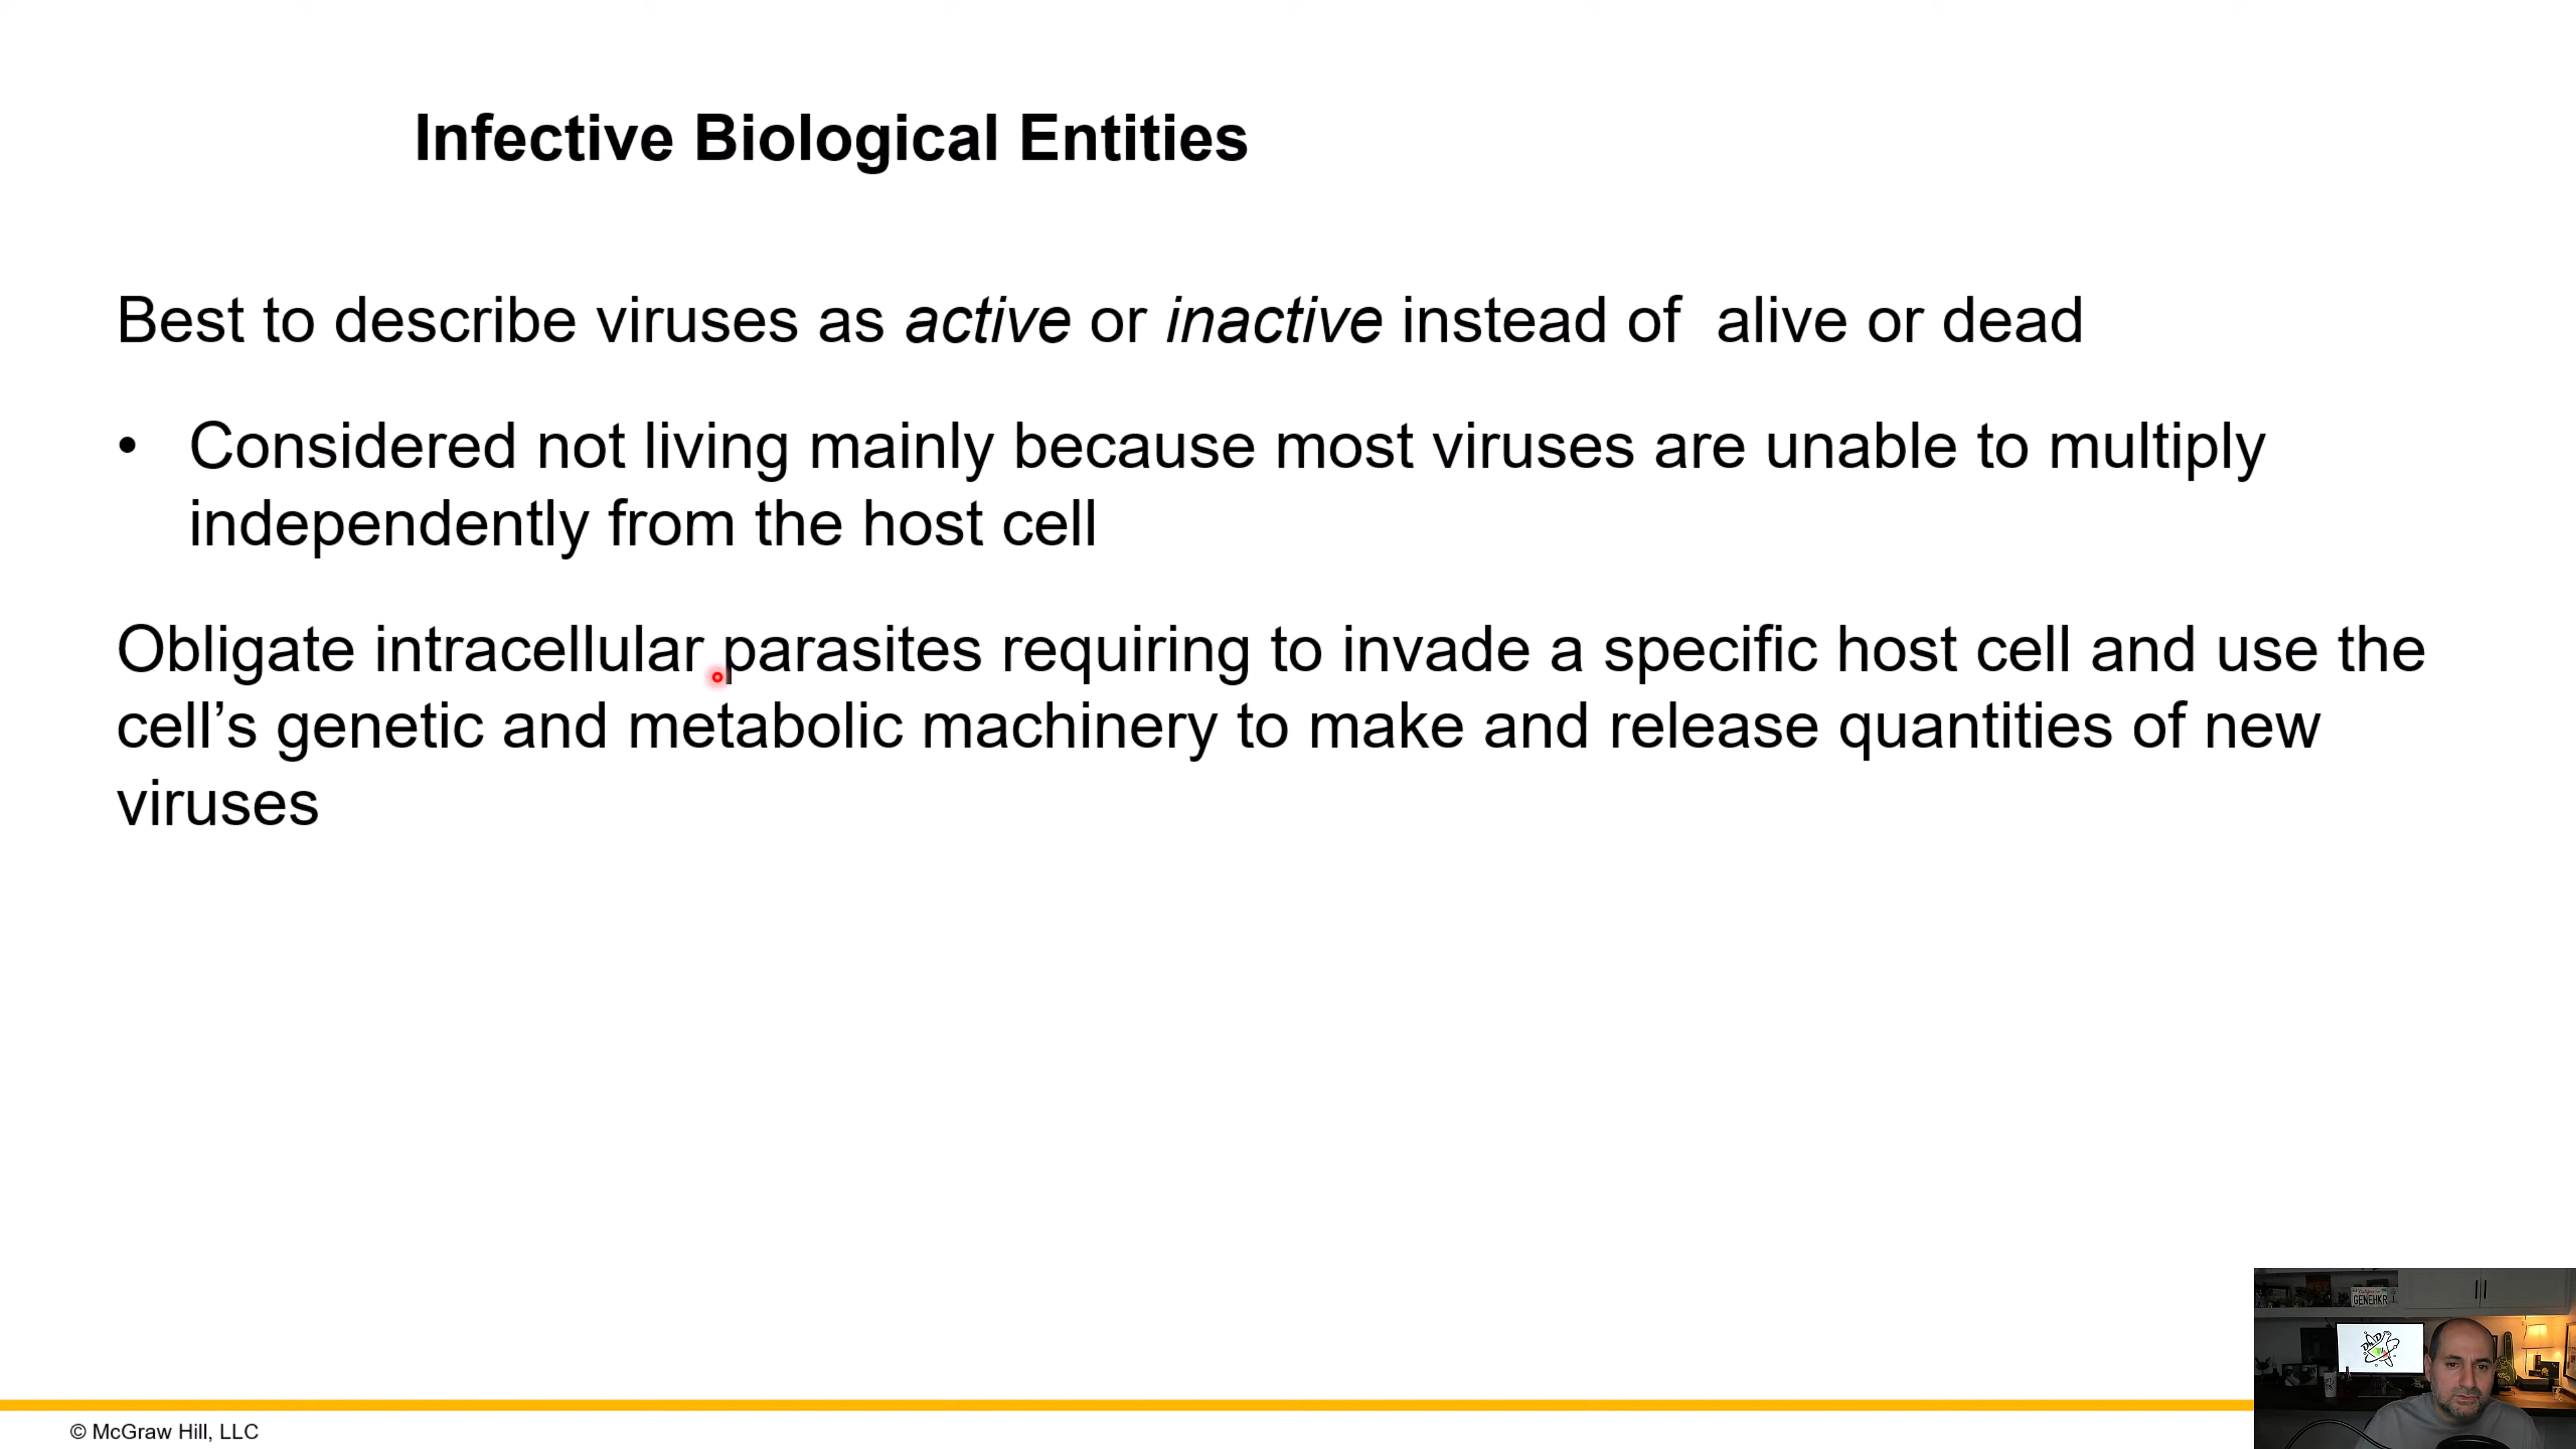 Infective Biological Entities
Best to describe viruses as active or inactive instead of  alive or dead
• Considered not living mainly because most viruses are unable to multiply
independently from the host cell
Obligate intracellular parasites requiring to invade a specific host cell and use the
cell’s genetic and metabolic machinery to make and release quantities of new
viruses
GENEHKR
© McGraw Hill, LLC